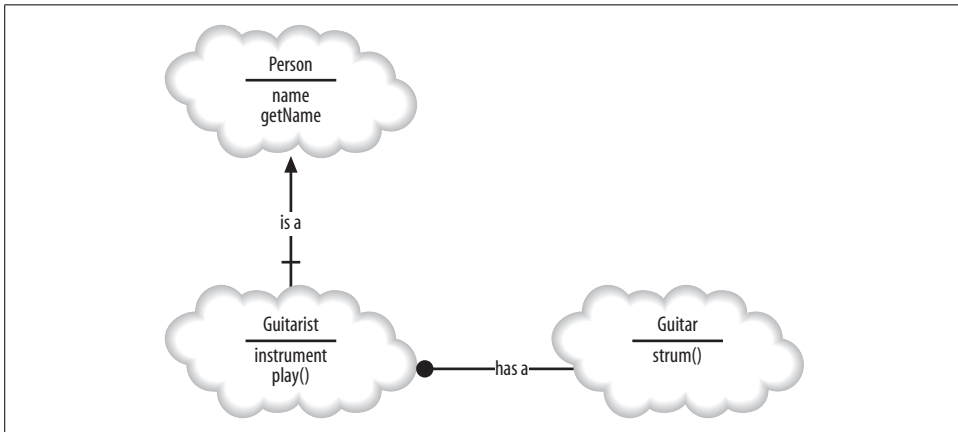 Person
name
getName
is a
Guitarist
instrument
play()
has a
Guitar
strum()